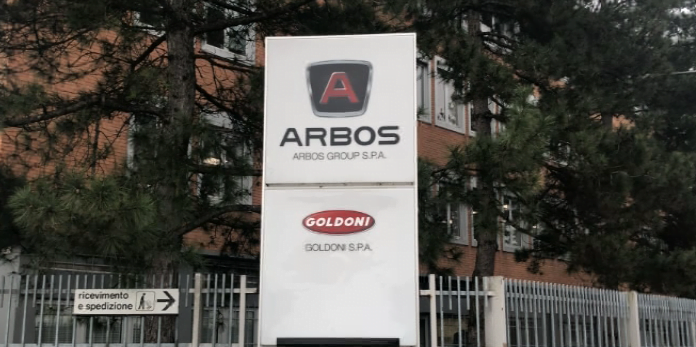 A
ARBOS
ARBOS GROUP S.P.A.
GOLDONI
GOLDONI S.P.A.
ricevimento
e spedizione